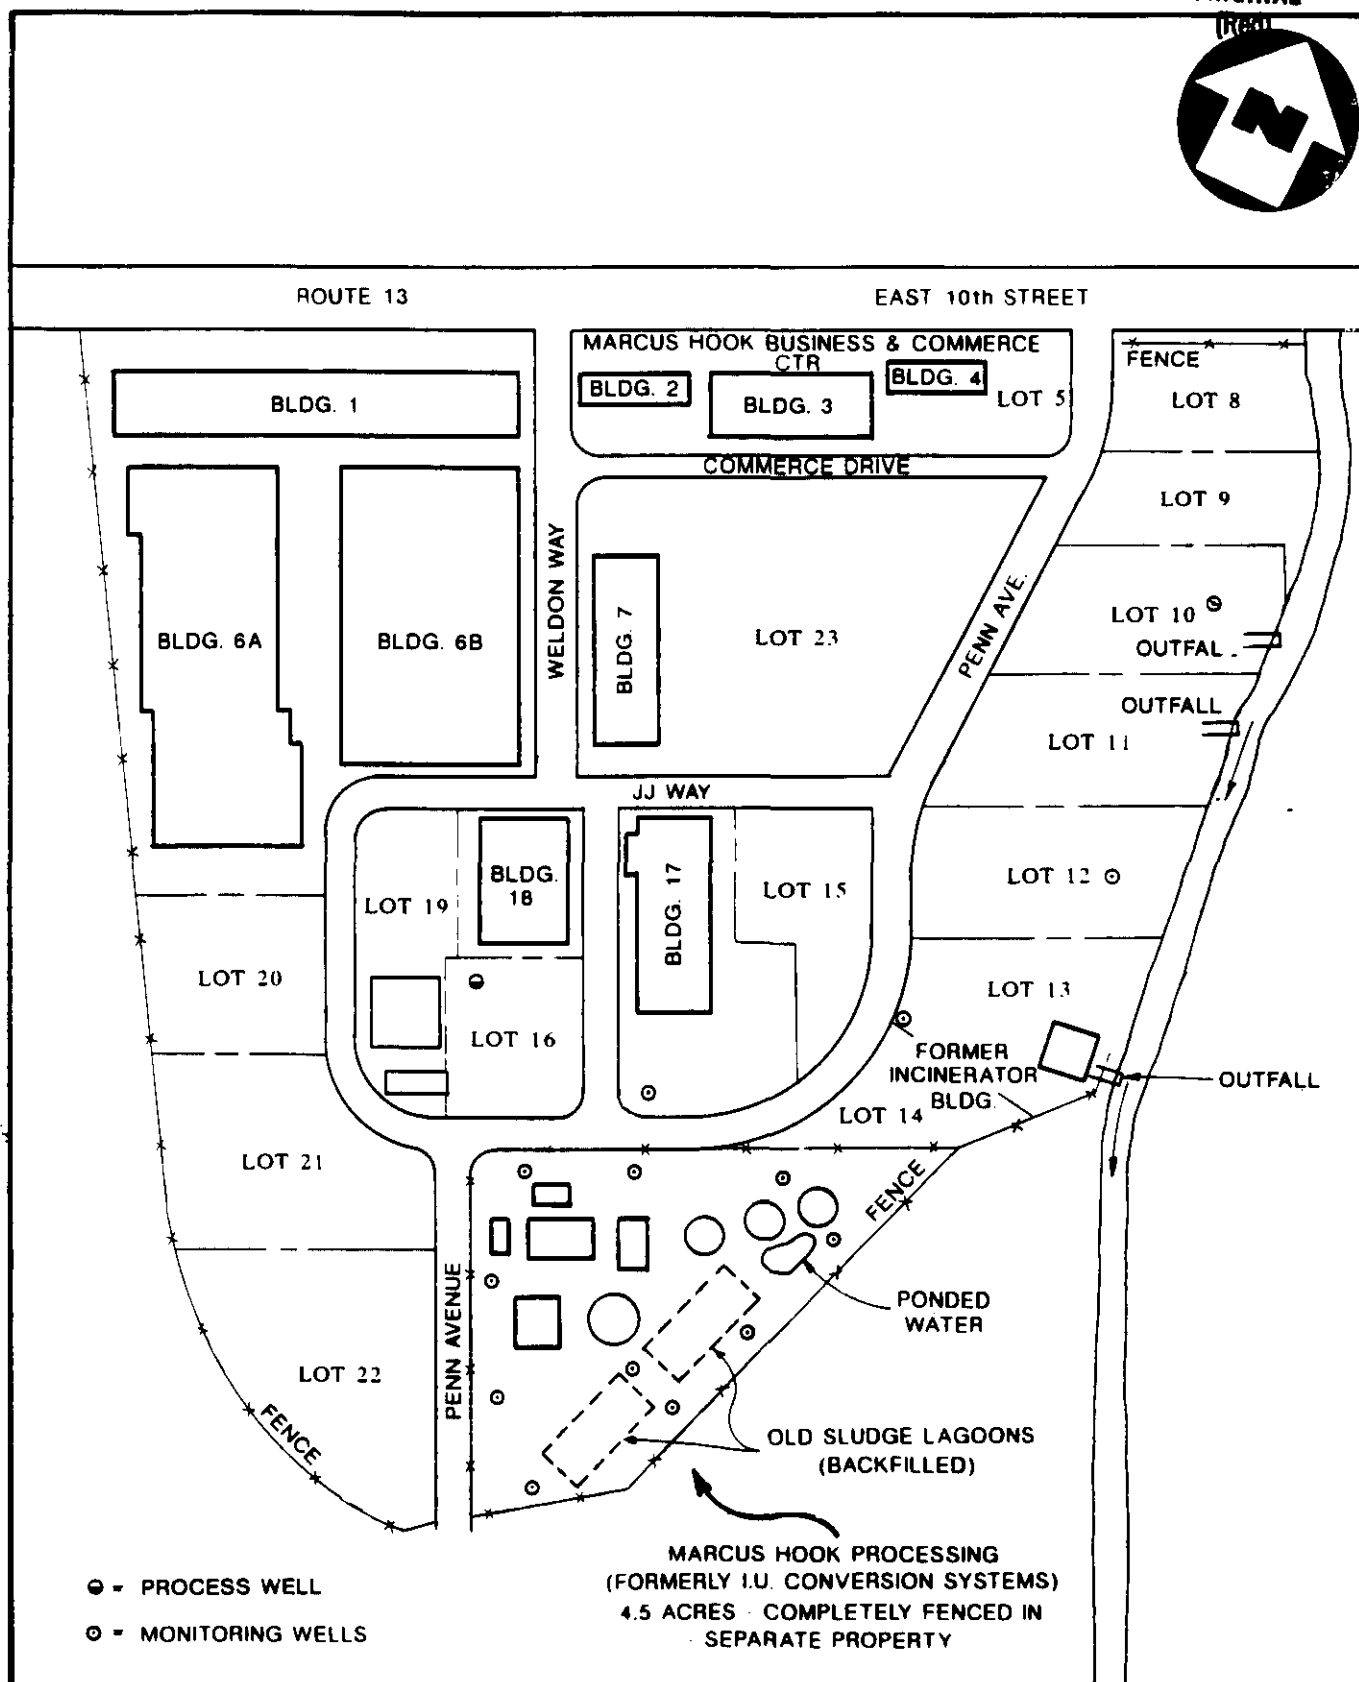 (Red)
N
ROUTE 13
EAST 10th STREET
MARCUS HOOK BUSINESS & COMMERCE
CTR
FENCE
BLDG. 1
BLDG. 2
BLDG. 3
BLDG. 4
LOT 5
LOT 8
COMMERCE DRIVE
LOT 9
WELDON WAY
PENN AVE.
BLDG. 6A
BLDG. 6B
BLDG. 7
LOT 23
LOT 10
OUTFAL
OUTFALL
LOT 11
JJ WAY
BLDG.
18
BLDG. 17
LOT 15
LOT 12
LOT 19
LOT 20
LOT 13
LOT 16
FORMER
INCINERATOR
BLDG.
OUTFALL
LOT 14
LOT 21
FENCE
PENN AVENUE
PONDED
WATER
LOT 22
FENCE
OLD SLUDGE LAGOONS
(BACKFILLED)
MARCUS HOOK PROCESSING
(FORMERLY I.U. CONVERSION SYSTEMS)
4.5 ACRES - COMPLETELY FENCED IN
SEPARATE PROPERTY
= PROCESS WELL
= MONITORING WELLS